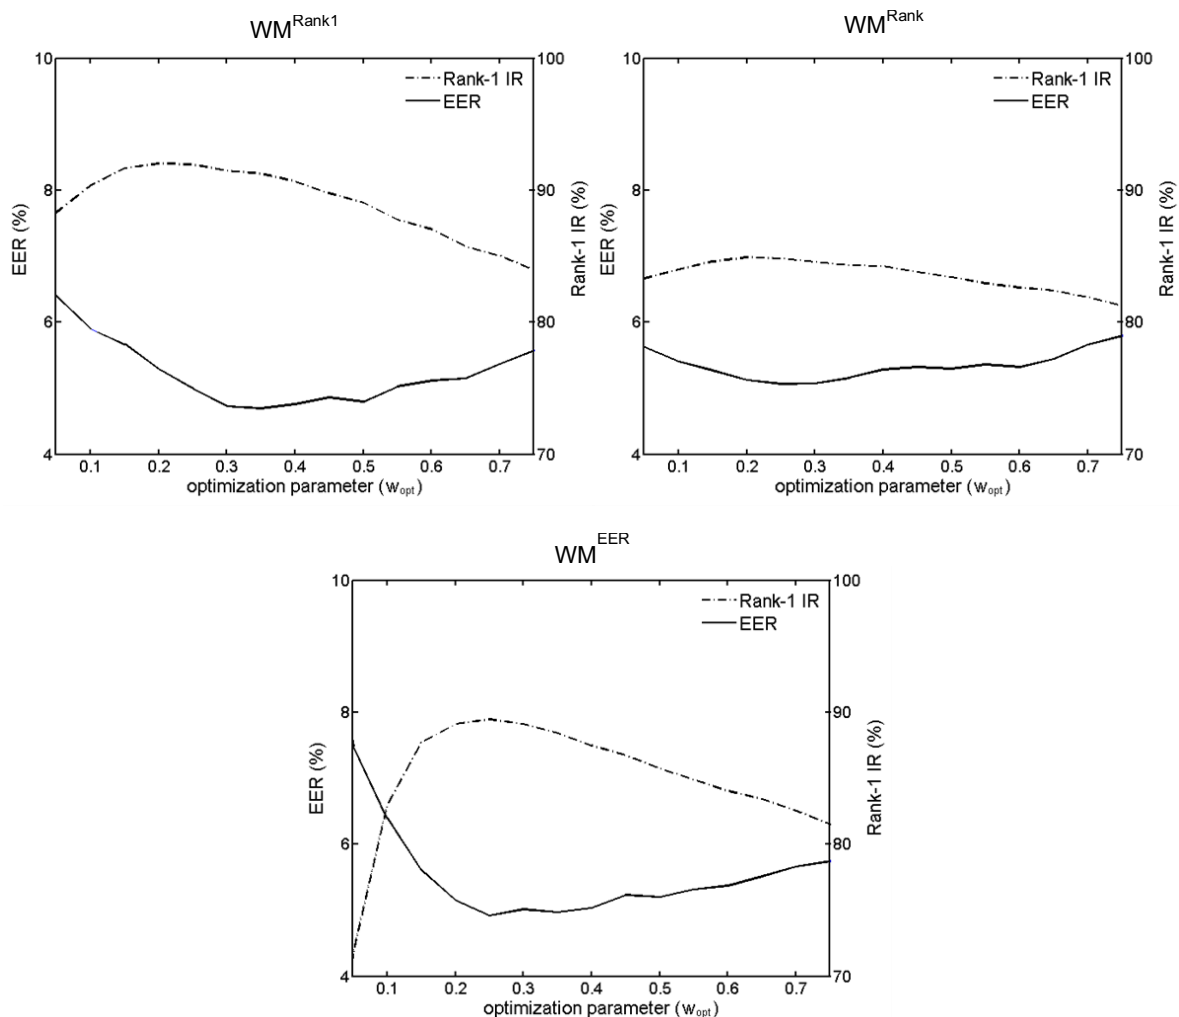 WM^Rank1
10
8
6
4
EER (%)
Rank-1 IR
EER
100
90
80
70
Rank-1 IR (%)
0.1 0.2 0.3 0.4 0.5 0.6 0.7
optimization parameter (w_opt)
WM^Rank
10
8
6
4
EER (%)
Rank-1 IR
EER
100
90
80
70
Rank-1 IR (%)
0.1 0.2 0.3 0.4 0.5 0.6 0.7
optimization parameter (w_opt)
WM^EER
10
8
6
4
EER (%)
Rank-1 IR
EER
100
90
80
70
Rank-1 IR (%)
0.1 0.2 0.3 0.4 0.5 0.6 0.7
optimization parameter (w_opt)